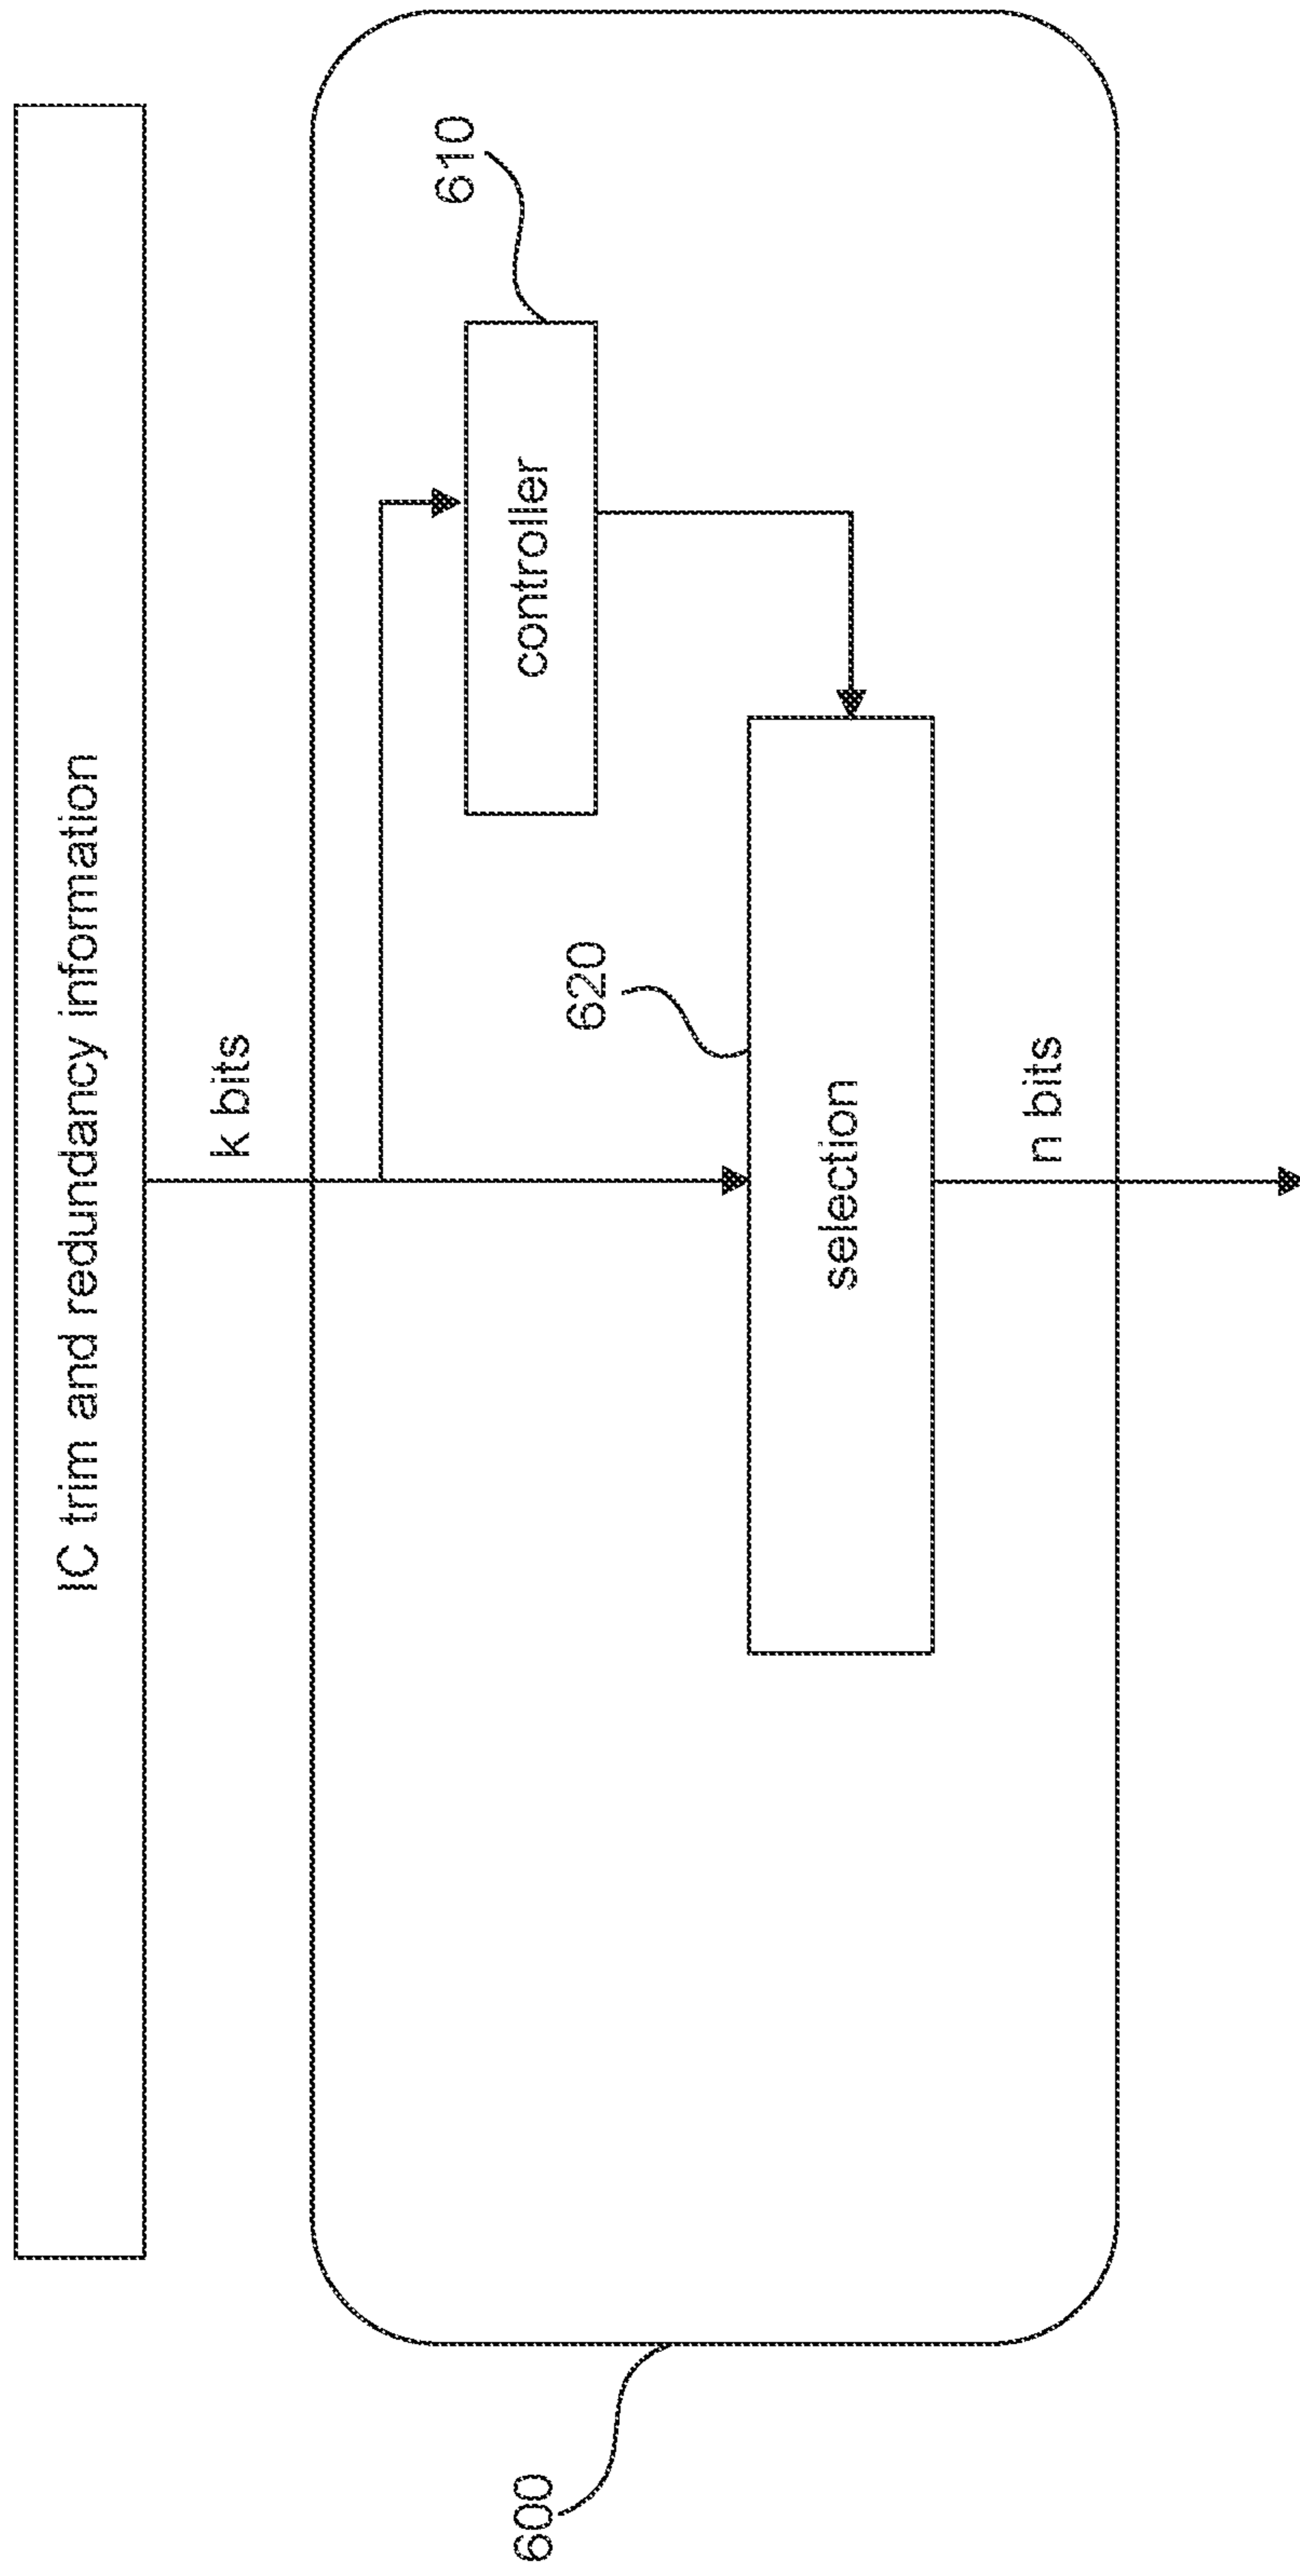 IC trim and redundancy information
k bits
610
controller
620
selection
n bits
600